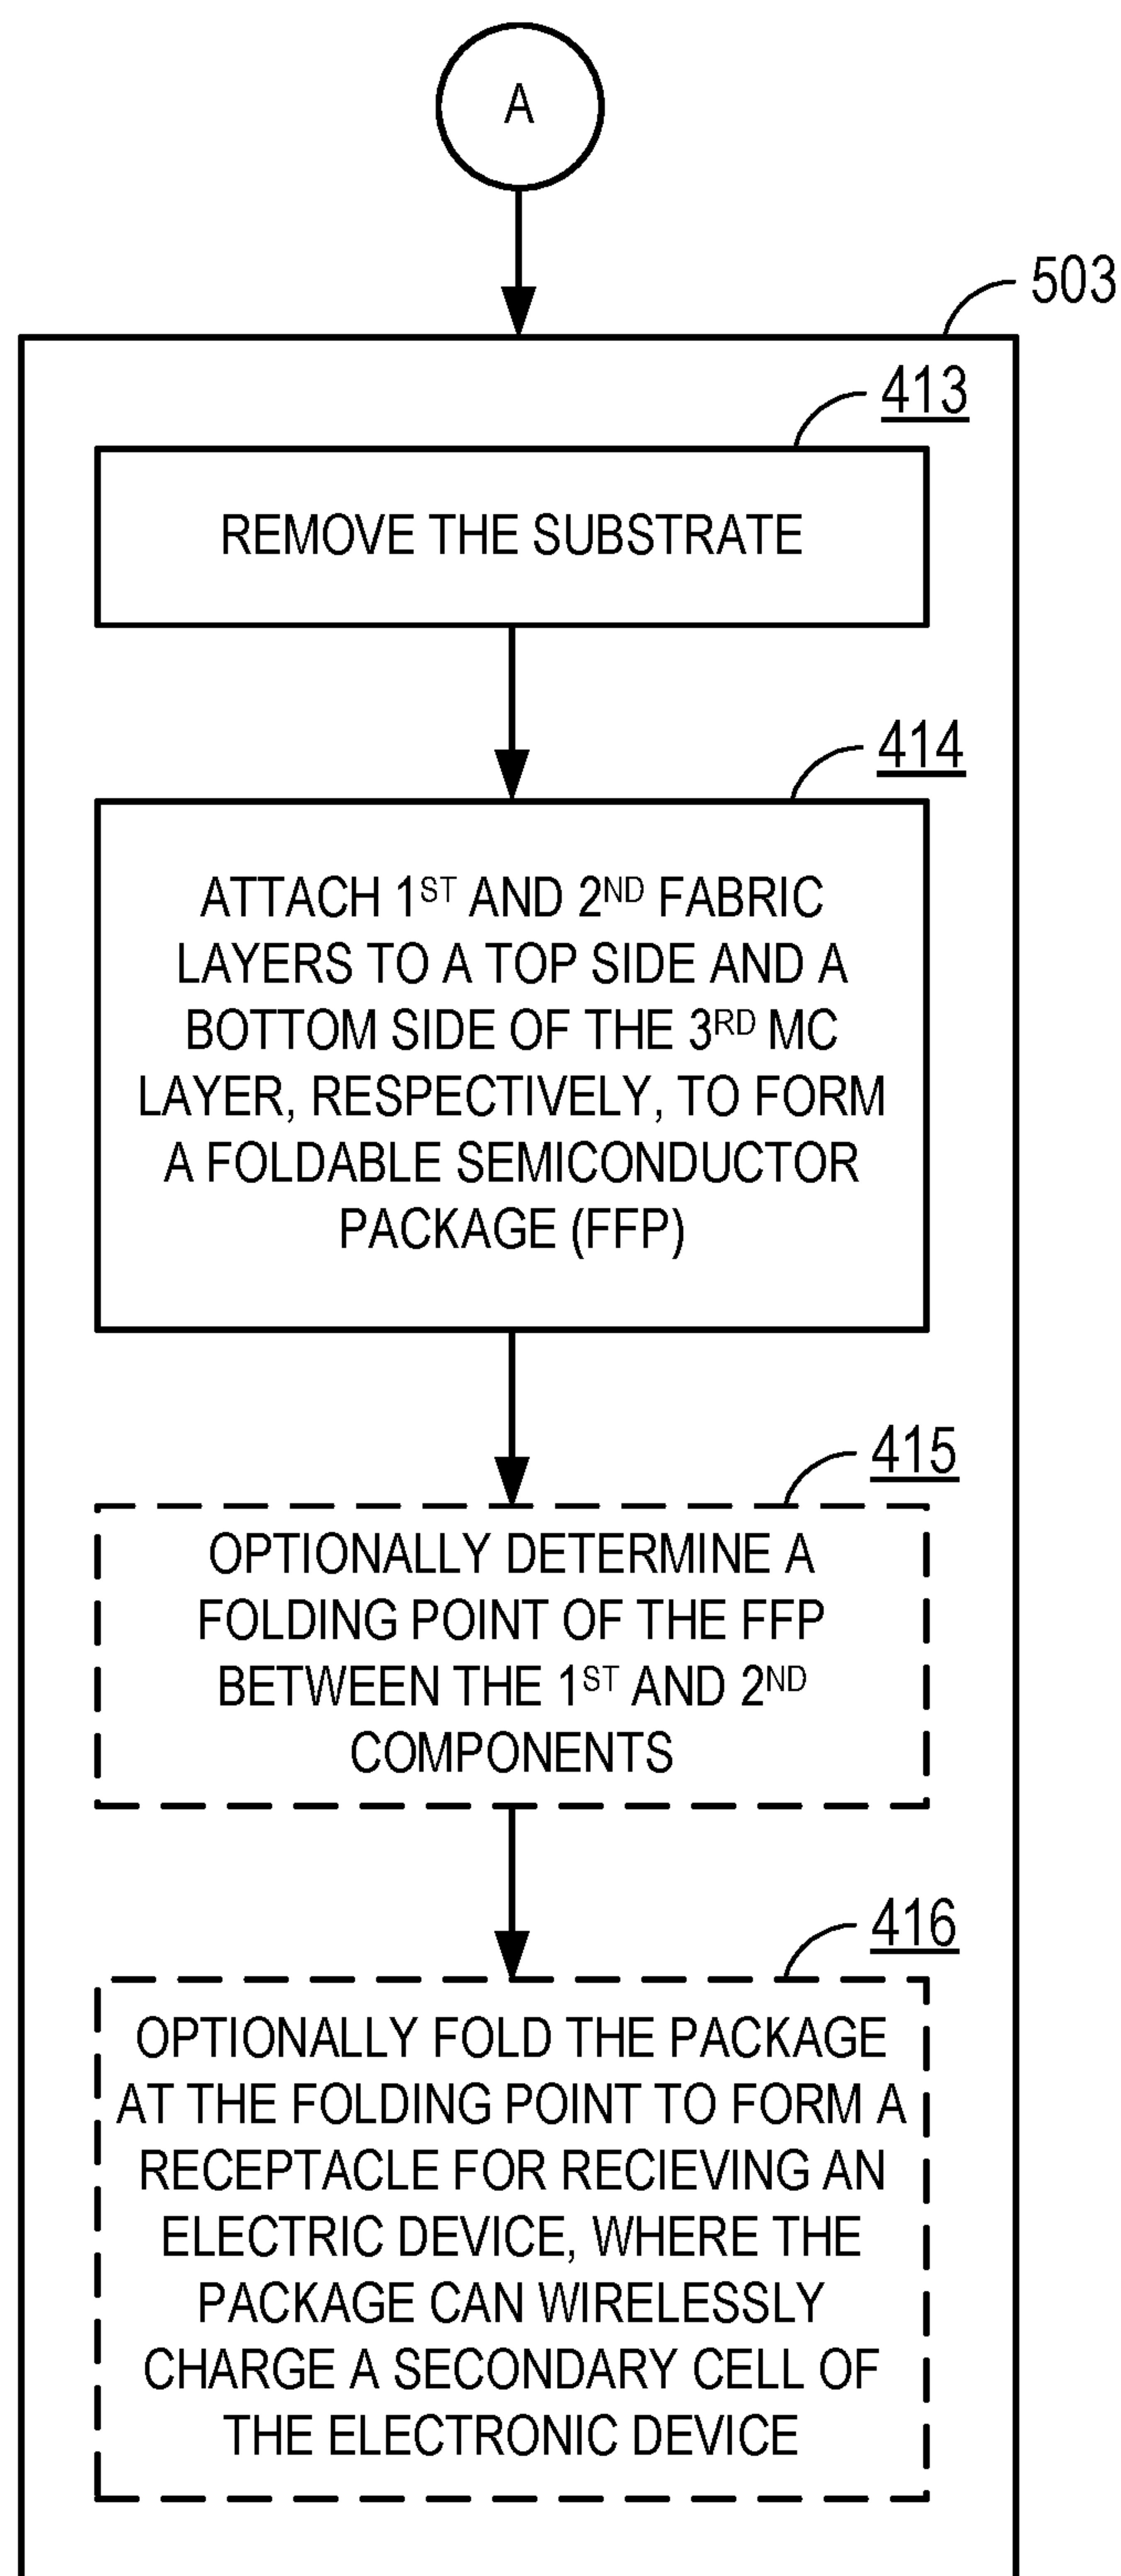 A
503
413
REMOVE THE SUBSTRATE
414
ATTACH 1ST AND 2ND FABRIC
LAYERS TO A TOP SIDE AND A
BOTTOM SIDE OF THE 3RD MC
LAYER, RESPECTIVELY, TO FORM
A FOLDABLE SEMICONDUCTOR
PACKAGE (FFP)
415
OPTIONALLY DETERMINE A
FOLDING POINT OF THE FFP
BETWEEN THE 1ST AND 2ND
COMPONENTS
416
OPTIONALLY FOLD THE PACKAGE
AT THE FOLDING POINT TO FORM A
RECEPTACLE FOR RECIEVING AN
ELECTRIC DEVICE, WHERE THE
PACKAGE CAN WIRELESSLY
CHARGE A SECONDARY CELL OF
THE ELECTRONIC DEVICE